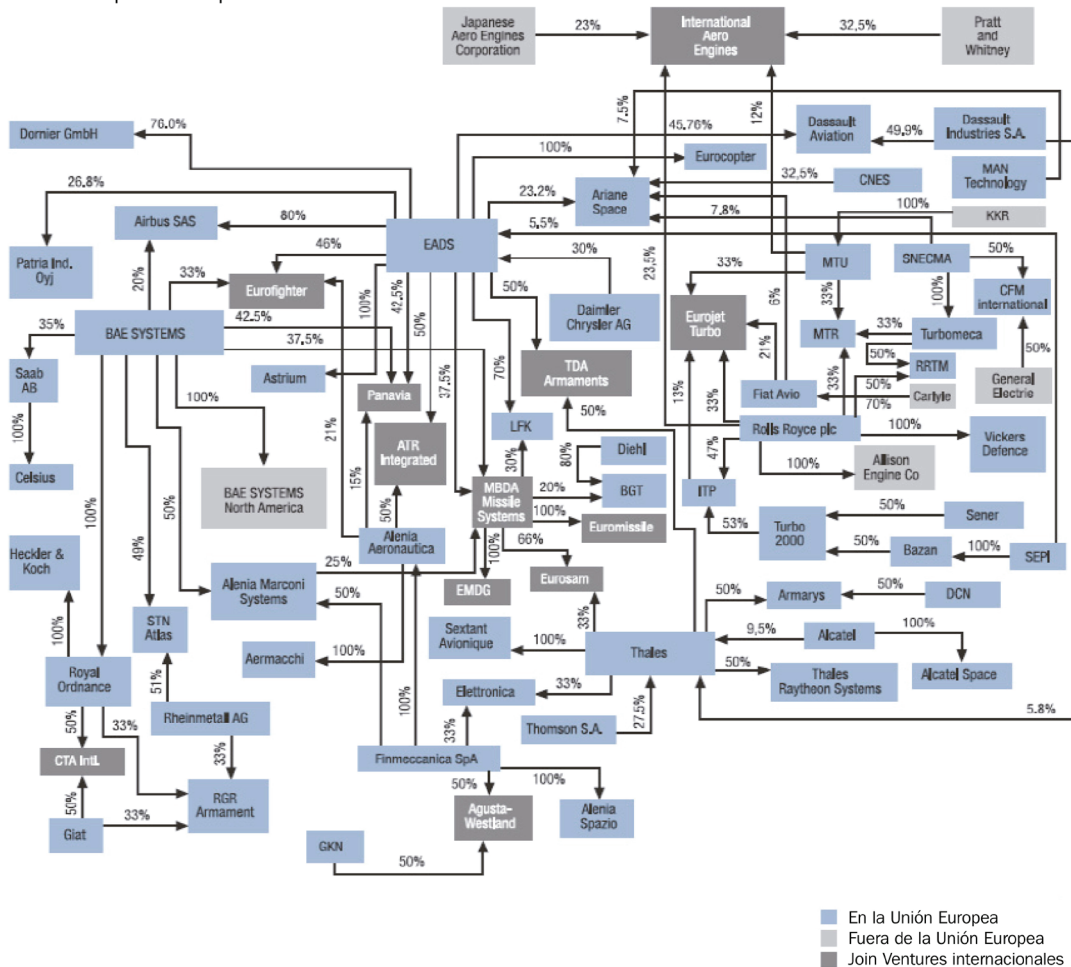 Japanese
Aero Engines
Corporation
23%
International
Aero
Engines
32,5%
Pratt
and
Whitney
Dornier GmbH
76.0%
7.5%
12%
45.76%
Dassault
Aviation
49,9%
Dassault
Industries S.A.
100%
Eurocopter
26.8%
23.2%
Ariane
Space
32,5%
CNES
MAN
Technology
Airbus SAS
80%
EADS
5.5%
7.8%
100%
KKR
Patria Ind.
Oyj
20%
46%
30%
23,5%
33%
MTU
SNECMA
50%
33%
Eurofighter
100%
42.5%
50%
50%
Daimler
Chrysler AG
6%
33%
100%
CFM
international
BAE SYSTEMS
42.5%
37,5%
Eurojet
Turbo
21%
MTR
33%
Turbomeca
35%
Saab
AB
Astrium
Panavia
37.5%
70%
TDA
Armaments
50%
RRTM
50%
100%
13%
33%
33%
50%
General
Electric
Fiat Avio
70%
Carlyle
100%
21%
ATR
Integrated
LFK
50%
Rolls Royce plc
100%
Vickers
Defence
Celsius
BAE SYSTEMS
North America
15%
50%
30%
80%
Diehl
47%
100%
Allison
Engine Co
MBDA
Missile
Systems
20%
BGT
ITP
100%
Euromissile
100%
50%
49%
Alenia
Aeronautica
100%
66%
53%
Turbo
2000
50%
Sener
50%
Bazan
100%
SEPI
Heckler &
Koch
25%
Alenia Marconi
Systems
50%
EMDG
Eurosam
50%
Armarys
50%
DCN
STN
Atlas
100%
33%
Sextant
Avionique
100%
Thales
9,5%
Alcatel
100%
Aermacchi
100%
50%
Thales
Raytheon Systems
Alcatel Space
Royal
Ordnance
51%
100%
Elettronica
33%
27.5%
5.8%
50%
33%
Rheinmetall AG
33%
Thomson S.A.
CTA Intl.
33%
Finmeccanica SpA
50%
100%
50%
33%
RGR
Armament
Agusta-
Westland
Alenia
Spazio
Giat
GKN
50%
En la Unión Europea
Fuera de la Unión Europea
Join Ventures internacionales